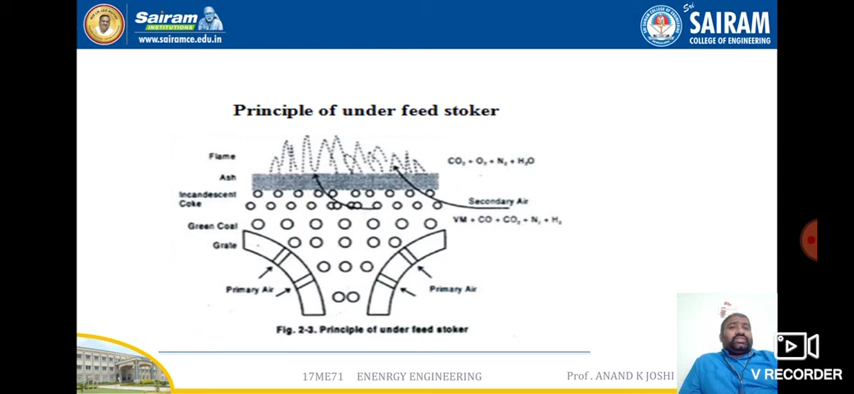 Sairam
INSTITUTIONS
www.sairamce.edu.in
Sri
SAIRAM
COLLEGE OF ENGINEERING
Principle of under feed stoker
Flame
CO₂ + O₂ + N₂ + H₂O
Ash
Incandescent
Coke
Secondary Air
Green Coal
VM + CO + CO₂ + N₂ + H₂
Grate
Primary Air
Primary Air
Fig. 2-3. Principle of under feed stoker
17ME71 ENENRGY ENGINEERING
Prof . ANAND K JOSHI
V RECORDER